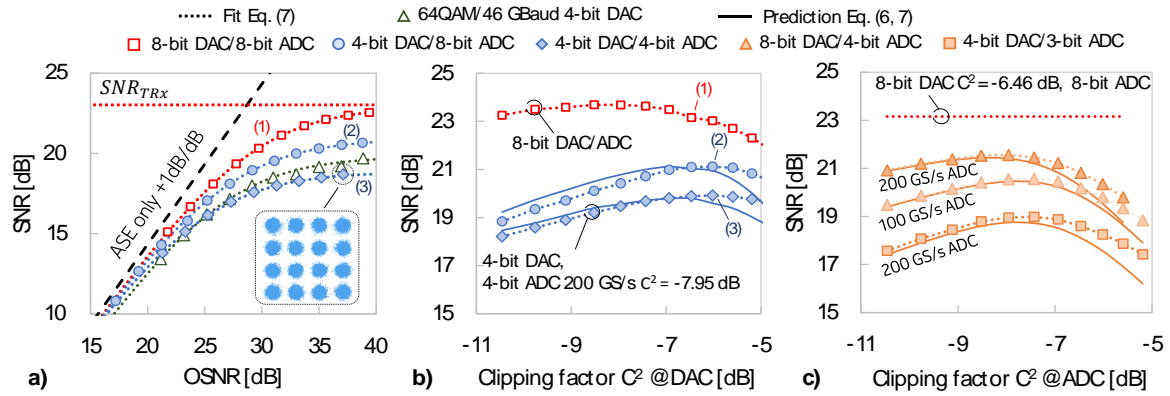 Fit Eq. (7) 64QAM/46 GBaud 4-bit DAC Prediction Eq. (6, 7)
8-bit DAC/8-bit ADC 4-bit DAC/8-bit ADC 4-bit DAC/4-bit ADC 8-bit DAC/4-bit ADC 4-bit DAC/3-bit ADC
SNR [dB]
25
20
15
10
SNR_TRx
ASE only +1dB/dB
(1)
(2)
(3)
15 20 25 30 35 40
a) OSNR [dB]
SNR [dB]
25
23
21
19
17
15
(1)
8-bit DAC/ADC
(2)
(3)
4-bit DAC,
4-bit ADC 200 GS/s C² = -7.95 dB
-11 -9 -7 -5
b) Clipping factor C² @DAC [dB]
SNR [dB]
25
23
21
19
17
15
8-bit DAC C² = -6.46 dB, 8-bit ADC
200 GS/s ADC
100 GS/s ADC
200 GS/s ADC
-11 -9 -7 -5
c) Clipping factor C² @ADC [dB]